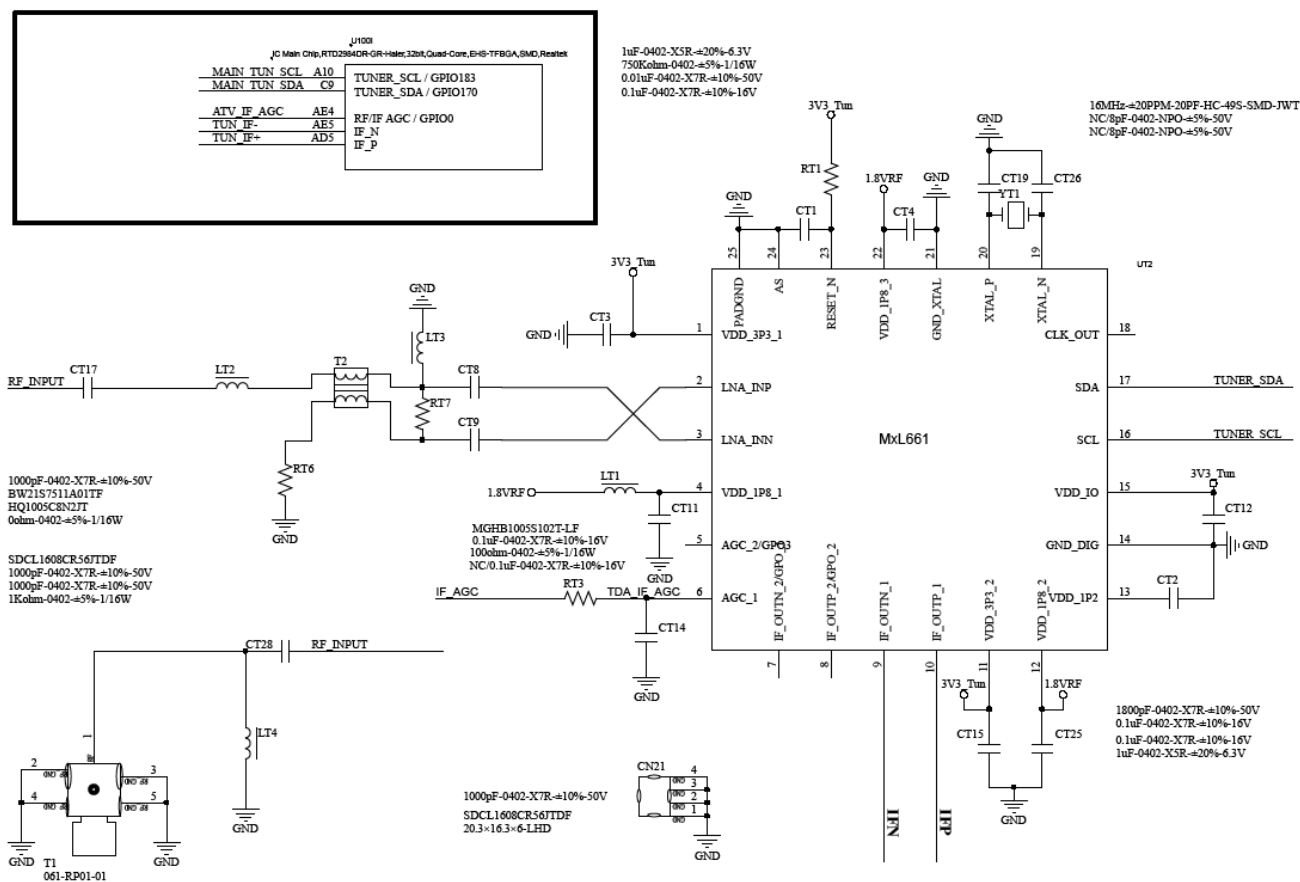 U100I
IC Main Chip,RTD2984DR-GR-Haler,32bit,Quad-Core,EHS-TFBGA,SMD,Realtek
MAIN_TUN_SCL A10 TUNER_SCL / GPIO183
MAIN_TUN_SDA C9 TUNER_SDA / GPIO170
ATV_IF_AGC AE4 RF/IF AGC / GPIO0
TUN_IF- AE5 IF_N
TUN_IF+ AD5 IF_P
1uF-0402-X5R-±20%-6.3V
750Kohm-0402-±5%-1/16W
0.01uF-0402-X7R-±10%-50V
0.1uF-0402-X7R-±10%-16V
16MHz-±20PPM-20PF-HC-49S-SMD-JWT
NC/8pF-0402-NPO-±5%-50V
NC/8pF-0402-NPO-±5%-50V
3V3_Tun
GND
RT1
1.8VRF
GND
CT19
CT26
YT1
GND
CT1
CT4
25
24
23
22
21
20
19
UT2
PADGND
AS
RESET_N
VDD_1P8_3
GND_XTAL
XTAL_P
XTAL_N
3V3_Tun
GND
CT3
GND
1 VDD_3P3_1
CLK_OUT 18
LT3
RF_INPUT
CT17
LT2
T2
CT8
RT7
CT9
2 LNA_INP
SDA 17 TUNER_SDA
3 LNA_INN
MxL661
SCL 16 TUNER_SCL
RT6
GND
1000pF-0402-X7R-±10%-50V
BW21S7511A01TF
HQ1005C8N2JT
0ohm-0402-±5%-1/16W
LT1
1.8VRF
4 VDD_1P8_1
CT11
GND
3V3_Tun
VDD_IO 15
CT12
MGHB1005S102T-LF
0.1uF-0402-X7R-±10%-16V
100ohm-0402-±5%-1/16W
NC/0.1uF-0402-X7R-±10%-16V
5 AGC_2/GPO3
GND_DIG 14 GND
SDCL1608CR56JTDF
1000pF-0402-X7R-±10%-50V
1000pF-0402-X7R-±10%-50V
1Kohm-0402-±5%-1/16W
IF_AGC
RT3
TDA_IF_AGC
6 AGC_1
VDD_1P2 13
CT2
CT14
GND
IF_OUTN_2/GPO_1
IF_OUTP_2/GPO_2
IF_OUTN_1
IF_OUTP_1
VDD_3P3_2
VDD_1P8_2
7
8
9
10
11
12
3V3_Tun
1.8VRF
CT15
CT25
GND
1800pF-0402-X7R-±10%-50V
0.1uF-0402-X7R-±10%-16V
0.1uF-0402-X7R-±10%-16V
1uF-0402-X5R-±20%-6.3V
IFN
IFP
CT28
RF_INPUT
LT4
GND
1
RF
2
RF_GND
3
RF_GND
4
RF_GND
5
RF_GND
GND
GND
T1
061-RP01-01
1000pF-0402-X7R-±10%-50V
SDCL1608CR56JTDF
20.3×16.3×6-LHD
CN21
4
GND
3
GND
2
GND
1
GND
GND